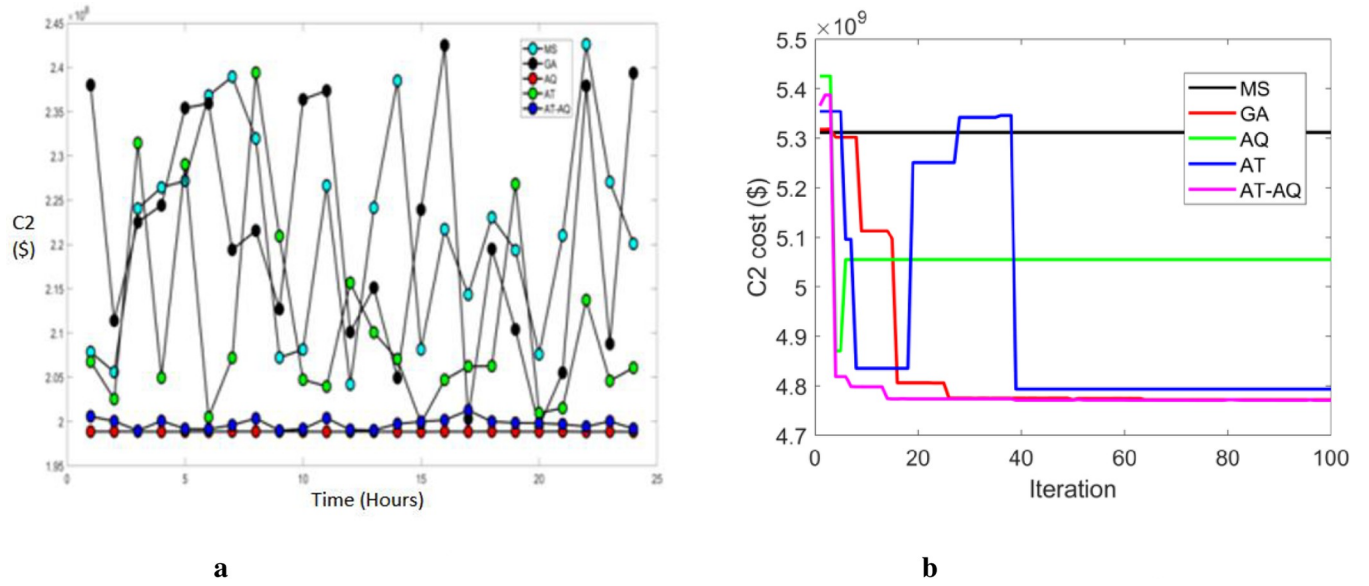 ×10⁸
2.45
2.4
2.35
2.3
2.25
2.2
2.15
2.1
2.05
2
1.95
C2
($)
MS
GA
AQ
AT
AT-AQ
0 5 10 15 20 25
Time (Hours)
a
×10⁹
5.5
5.4
5.3
5.2
5.1
5
4.9
4.8
4.7
C2 cost ($)
MS
GA
AQ
AT
AT-AQ
0 20 40 60 80 100
Iteration
b